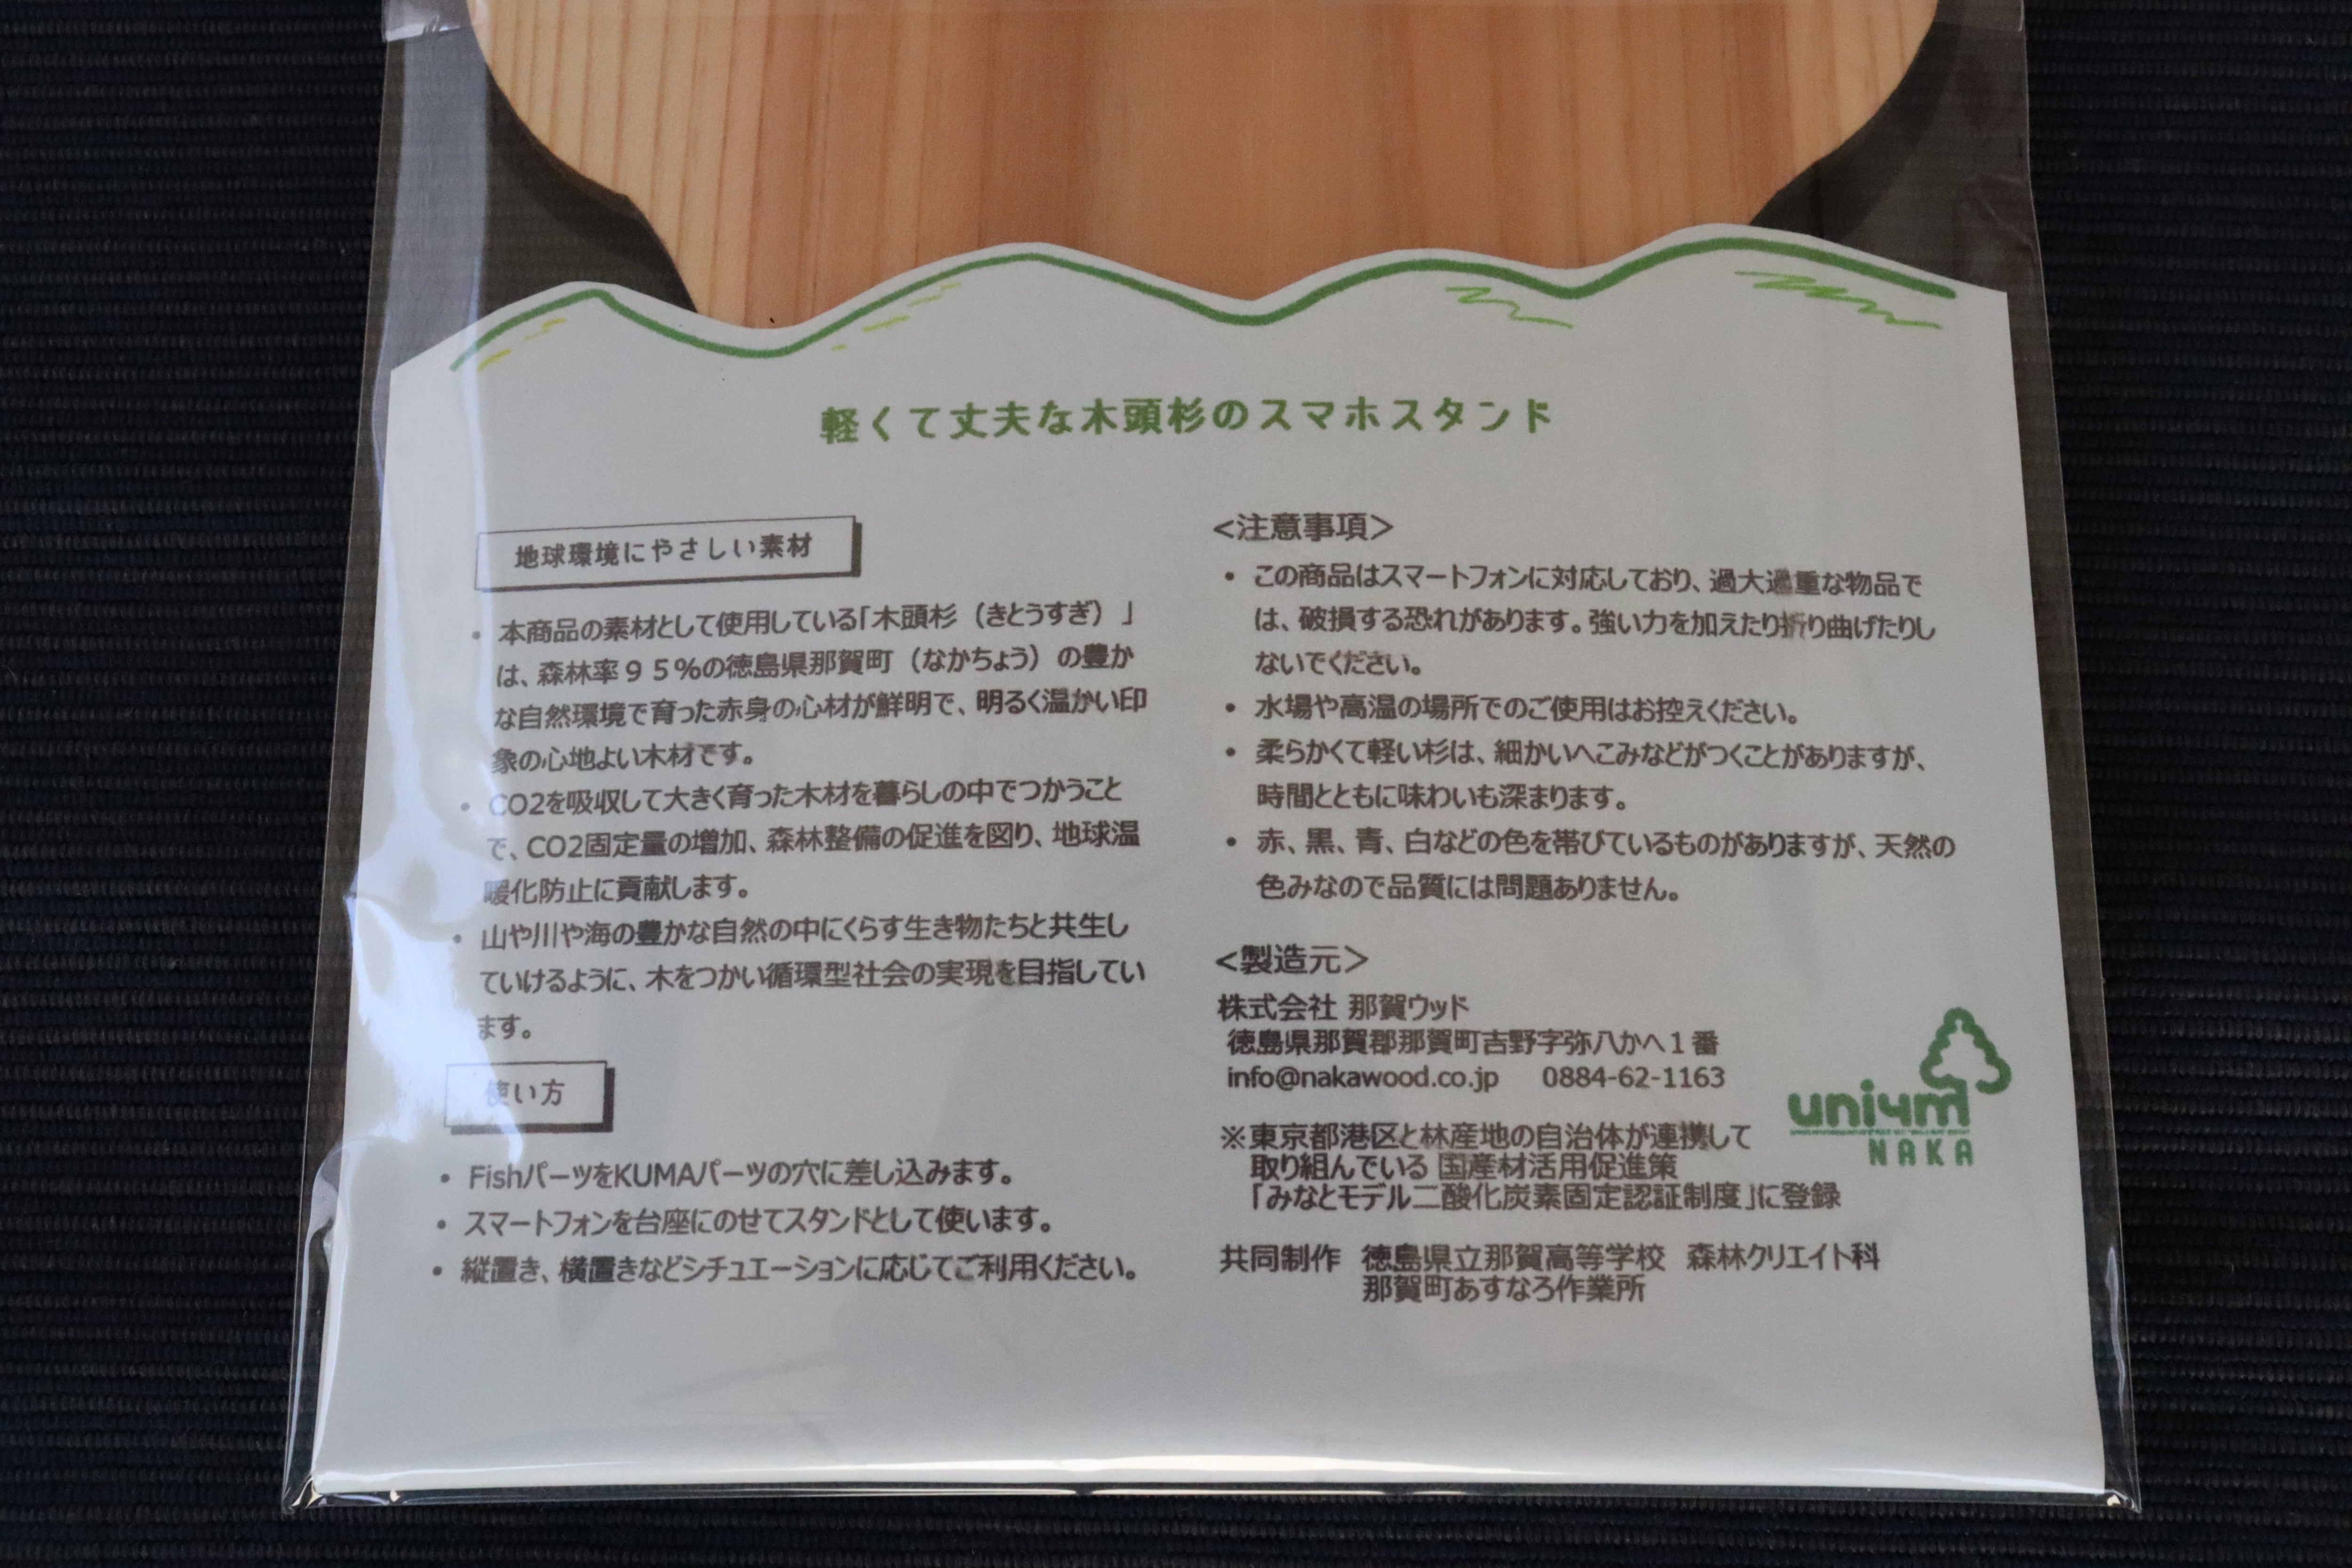 軽くて丈夫な木頭杉のスマホスタンド
地球環境にやさしい素材
• 本商品の素材として使用している「木頭杉（きとうすぎ）」
は、森林率９５％の徳島県那賀町（なかちょう）の豊か
な自然環境で育った赤身の心材が鮮明で、明るく温かい印
象の心地よい木材です。
• CO2を吸収して大きく育った木材を暮らしの中でつかうこと
で、CO2固定量の増加、森林整備の促進を図り、地球温
暖化防止に貢献します。
• 山や川や海の豊かな自然の中にくらす生き物たちと共生し
ていけるように、木をつかい循環型社会の実現を目指してい
ます。
使い方
• FishパーツをKUMAパーツの穴に差し込みます。
• スマートフォンを台座にのせてスタンドとして使います。
• 縦置き、横置きなどシチュエーションに応じてご利用ください。
＜注意事項＞
• この商品はスマートフォンに対応しており、過大過重な物品で
は、破損する恐れがあります。強い力を加えたり折り曲げたりし
ないでください。
• 水場や高温の場所でのご使用はお控えください。
• 柔らかくて軽い杉は、細かいへこみなどがつくことがありますが、
時間とともに味わいも深まります。
• 赤、黒、青、白などの色を帯びているものがありますが、天然の
色みなので品質には問題ありません。
＜製造元＞
株式会社 那賀ウッド
徳島県那賀郡那賀町吉野字弥八かへ１番
info@nakawood.co.jp 0884-62-1163
※東京都港区と林産地の自治体が連携して
取り組んでいる 国産材活用促進策
「みなとモデル二酸化炭素固定認証制度」に登録
共同制作 徳島県立那賀高等学校 森林クリエイト科
那賀町あすなろ作業所
uni4m
NAKA